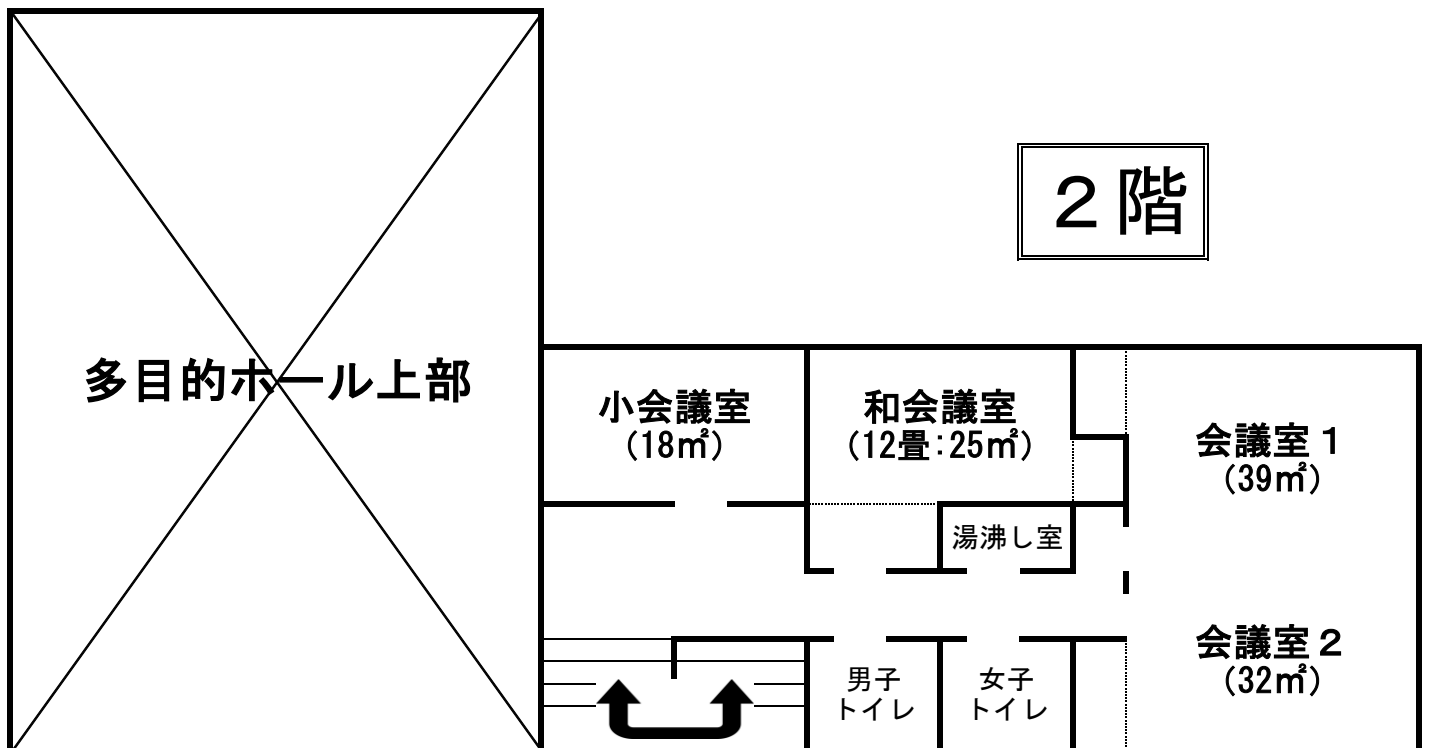 ２階
多目的ホール上部
小会議室
（18㎡）
和会議室
（12畳：25㎡）
会議室１
（39㎡）
湯沸し室
会議室２
（32㎡）
男子
トイレ
女子
トイレ